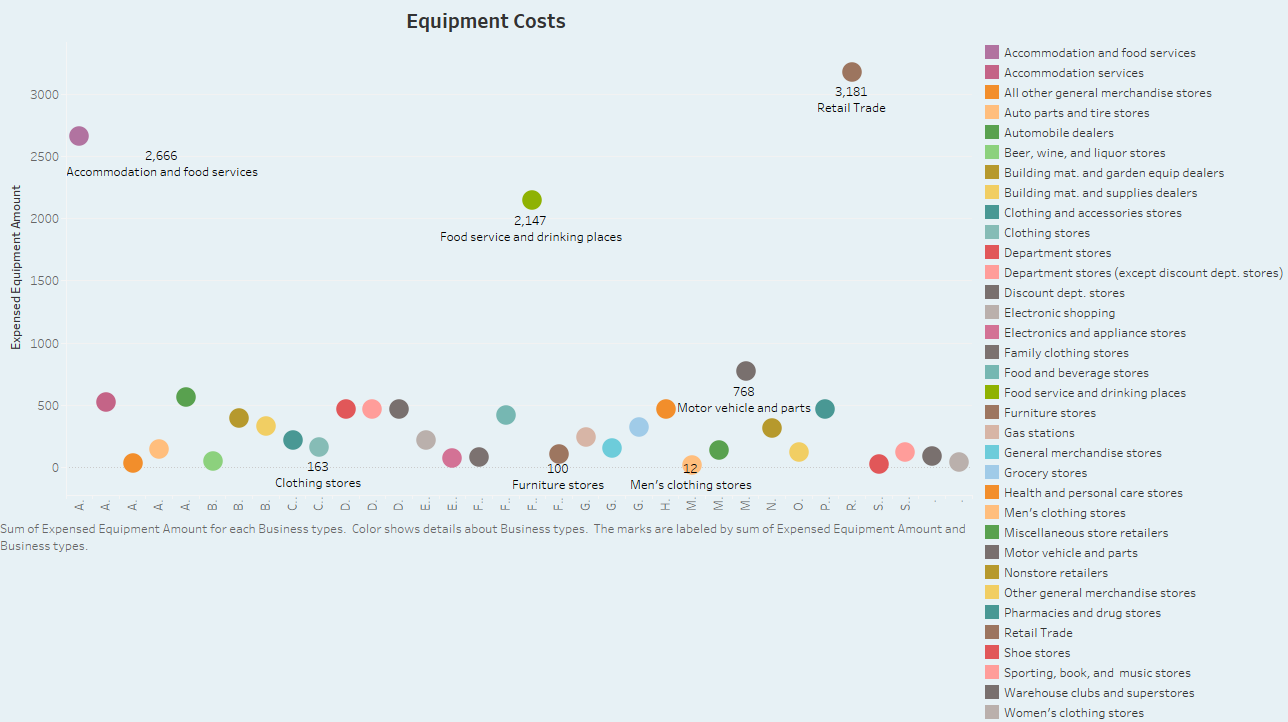 Equipment Costs
Expensed Equipment Amount
3000
2500
2000
1500
1000
500
0
3,181
Retail Trade
2,666
Accommodation and food services
2,147
Food service and drinking places
768
Motor vehicle and parts
163
Clothing stores
100
Furniture stores
12
Men's clothing stores
A.
A.
A.
A.
A.
B.
B.
B.
C..
C..
D.
D.
D.
E..
E..
F..
F..
F..
F..
G.
G.
G.
H.
M.
M.
M.
N.
O.
P..
R.
S..
S..
.
.
Sum of Expensed Equipment Amount for each Business types.  Color shows details about Business types.  The marks are labeled by sum of Expensed Equipment Amount and
Business types.
Accommodation and food services
Accommodation services
All other general merchandise stores
Auto parts and tire stores
Automobile dealers
Beer, wine, and liquor stores
Building mat. and garden equip dealers
Building mat. and supplies dealers
Clothing and accessories stores
Clothing stores
Department stores
Department stores (except discount dept. stores)
Discount dept. stores
Electronic shopping
Electronics and appliance stores
Family clothing stores
Food and beverage stores
Food service and drinking places
Furniture stores
Gas stations
General merchandise stores
Grocery stores
Health and personal care stores
Men's clothing stores
Miscellaneous store retailers
Motor vehicle and parts
Nonstore retailers
Other general merchandise stores
Pharmacies and drug stores
Retail Trade
Shoe stores
Sporting, book, and  music stores
Warehouse clubs and superstores
Women's clothing stores